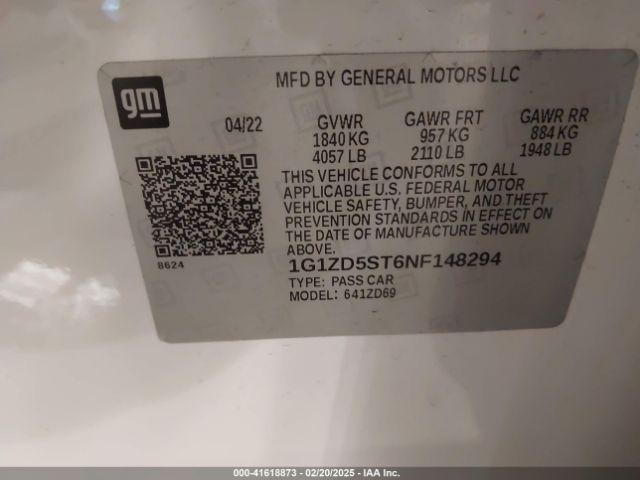 MFD BY GENERAL MOTORS LLC
gm
04/22 GVWR GAWR FRT GAWR RR
1840 KG 957 KG 884 KG
4057 LB 2110 LB 1948 LB
THIS VEHICLE CONFORMS TO ALL
APPLICABLE U.S. FEDERAL MOTOR
VEHICLE SAFETY, BUMPER, AND THEFT
PREVENTION STANDARDS IN EFFECT ON
THE DATE OF MANUFACTURE SHOWN
ABOVE.
8624
1G1ZD5ST6NF148294
TYPE: PASS CAR
MODEL: 641ZD69
000-41618873 - 02/20/2025 - IAA Inc.